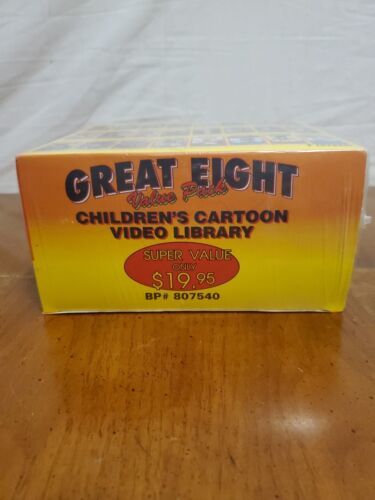 GREAT EIGHT
Value Pack
CHILDREN'S CARTOON
VIDEO LIBRARY
SUPER VALUE
ONLY
$19.95
BP# 807540